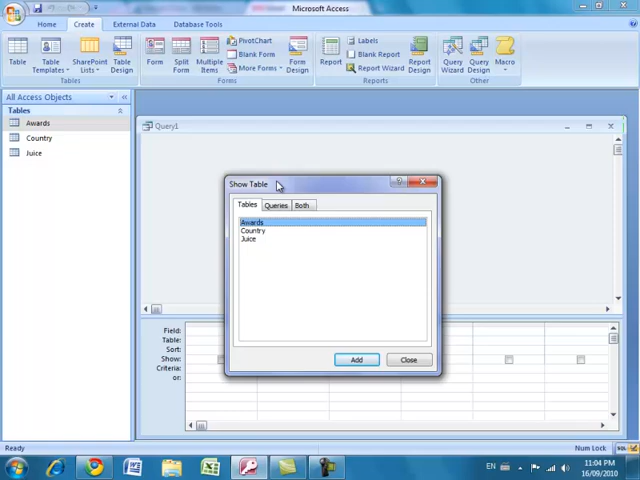 Microsoft Access
Home Create External Data Database Tools
Table Table Templates SharePoint Lists Table Design
Form Split Form Multiple Items PivotChart Blank Form More Forms Form Design
Report Labels Blank Report Report Wizard Report Design
Query Wizard Query Design Macro
Forms Reports Other
All Access Objects
Tables
Awards
Country
Juice
Query1
Show Table
Tables Queries Both
Awards
Country
Juice
Add Close
Field:
Table:
Sort:
Show:
Criteria:
or:
Ready Num Lock SQL
EN 11:04 PM
16/09/2010